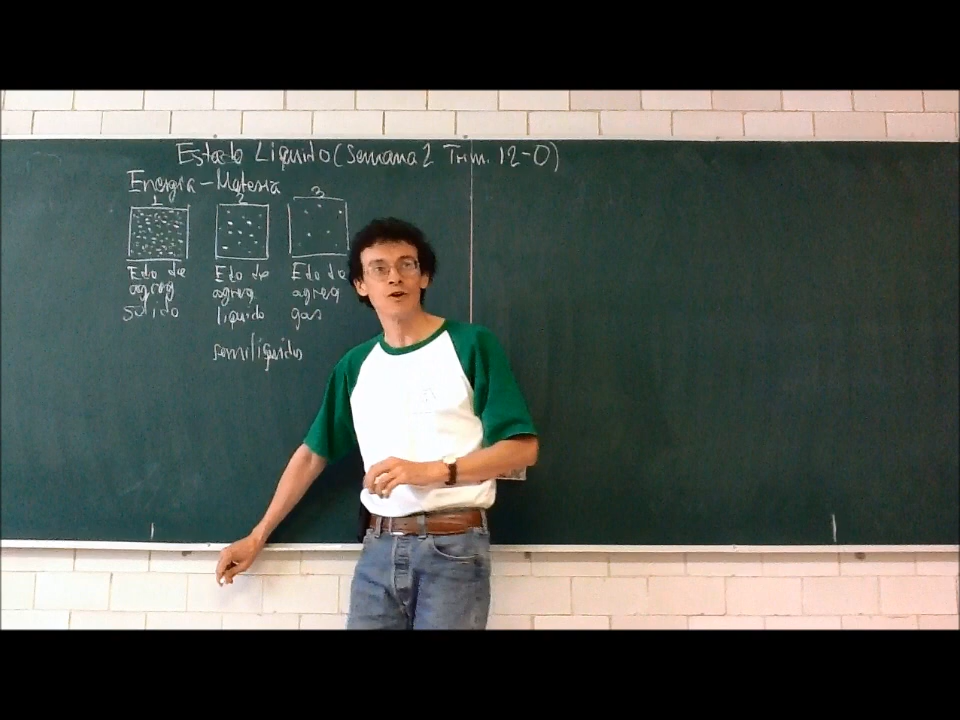 Estado Líquido (Semana 2 Trim. 12-O)
Energía - Materia
1 2 3
Edo de Edo de Edo de
agreg agreg agreg
sólido líquido gas
semilíquidos